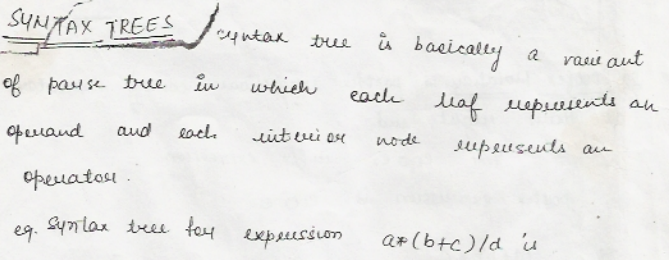 SYNTAX TREES
syntax tree is basically a variant
of parse tree in which each leaf represents an
operand and each interior node represents an
operator.
eg. Syntax tree for expression a*(b+c)/d is